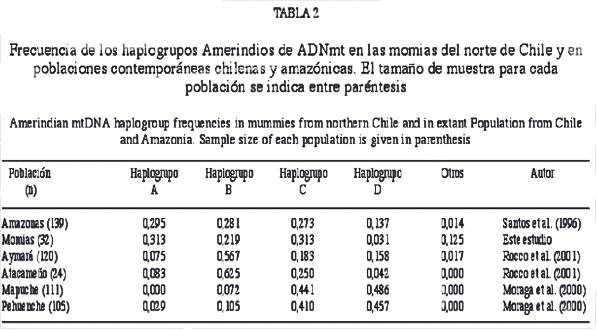 TABLA 2
Frecuencia de los haplogrupos Amerindios de ADNmt en las momias del norte de Chile y en
poblaciones contemporáneas chilenas y amazónicas. El tamaño de muestra para cada
población se indica entre paréntesis
Amerindian mtDNA haplogroup frequencies in mummies from northern Chile and in extant Population from Chile
and Amazonia. Sample size of each population is given in parenthesis
Población Haplogrupo Haplogrupo Haplogrupo Haplogrupo Otros Autor
(n) A B C D
Amazonas (139) 0,295 0,281 0,273 0,137 0,014 Santos et al. (1996)
Momias (32) 0,313 0,219 0,313 0,031 0,125 Este estudio
Aymará (120) 0,075 0,567 0,183 0,158 0,017 Rocco et al. (2001)
Atacameño (24) 0,083 0,625 0,250 0,042 0,000 Rocco et al. (2001)
Mapuche (111) 0,000 0,072 0,441 0,486 0,000 Moraga et al. (2000)
Pehuenche (105) 0,029 0,105 0,410 0,457 0,000 Moraga et al. (2000)